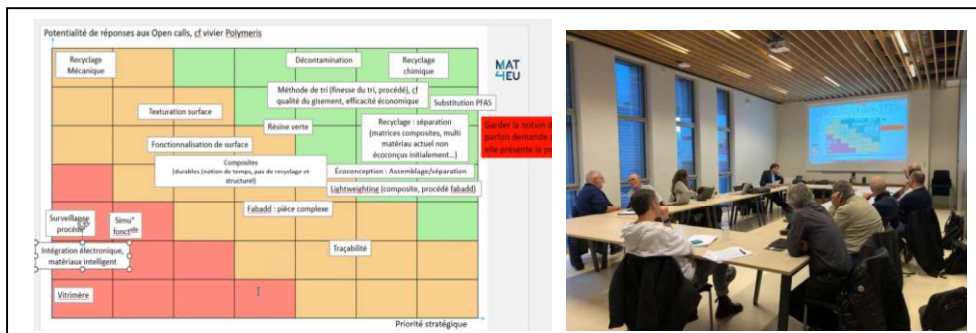 Potentialité de réponses aux Open calls, cf vivier Polymeris
Recyclage
Mécanique
Décontamination
Recyclage
chimique
MAT
4EU
Méthode de tri (finesse du tri, procédé), cf
qualité du gisement, efficacité économique
Substitution PFAS
Texturation surface
Résine verte
Recyclage : séparation
(matrices composites, multi
matériau actuel non
écoconçus initialement...)
Garder la notion
parfois demande
elle présente la
Fonctionnalisation de surface
Composites
(durables (notion de temps, pas de recyclage et
structurel)
Écoconception : Assemblage/séparation
Lightweighting (composite, procédé fabadd)
Fabadd : pièce complexe
Surveillance
procédé
Simu°
fonct
Intégration électronique,
matériaux intelligent
Traçabilité
Vitrimère
Priorité stratégique